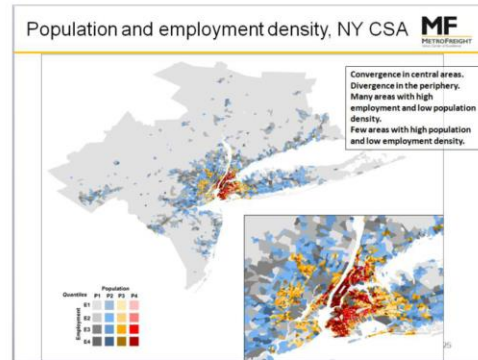 Population and employment density, NY CSA
MF
METROFREIGHT
Convergence in central areas.
Divergence in the periphery.
Many areas with high
employment and low population
density.
Few areas with high population
and low employment density.
Population
Quantiles P1 P2 P3 P4
Employment
E1
E2
E3
E4